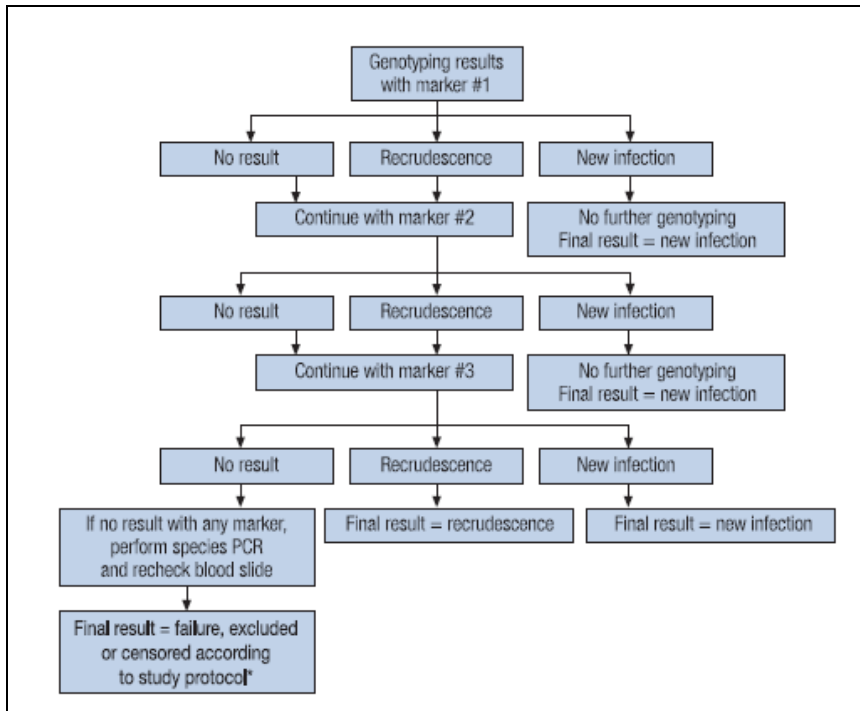 Genotyping results
with marker #1
No result
Recrudescence
New infection
Continue with marker #2
No further genotyping
Final result = new infection
No result
Recrudescence
New infection
Continue with marker #3
No further genotyping
Final result = new infection
No result
Recrudescence
New infection
If no result with any marker,
perform species PCR
and recheck blood slide
Final result = recrudescence
Final result = new infection
Final result = failure, excluded
or censored according
to study protocol*